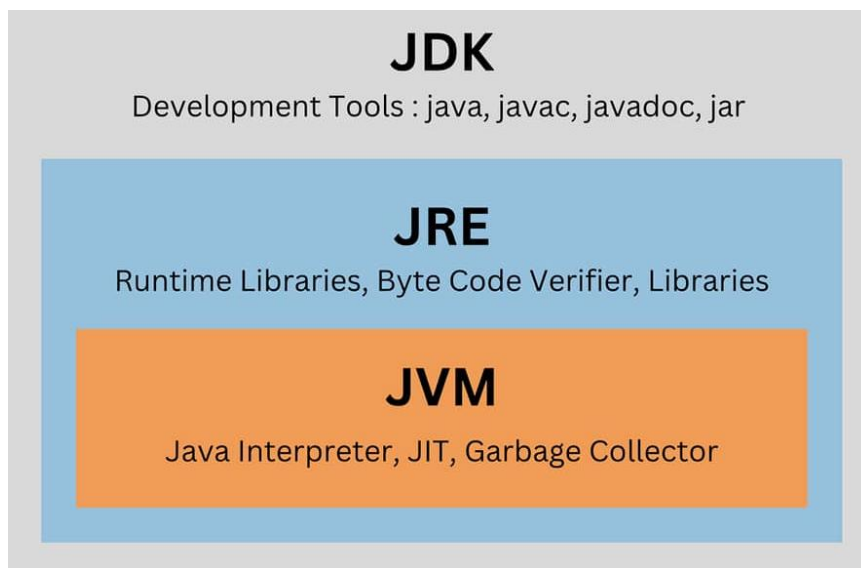 JDK
Development Tools : java, javac, javadoc, jar
JRE
Runtime Libraries, Byte Code Verifier, Libraries
JVM
Java Interpreter, JIT, Garbage Collector